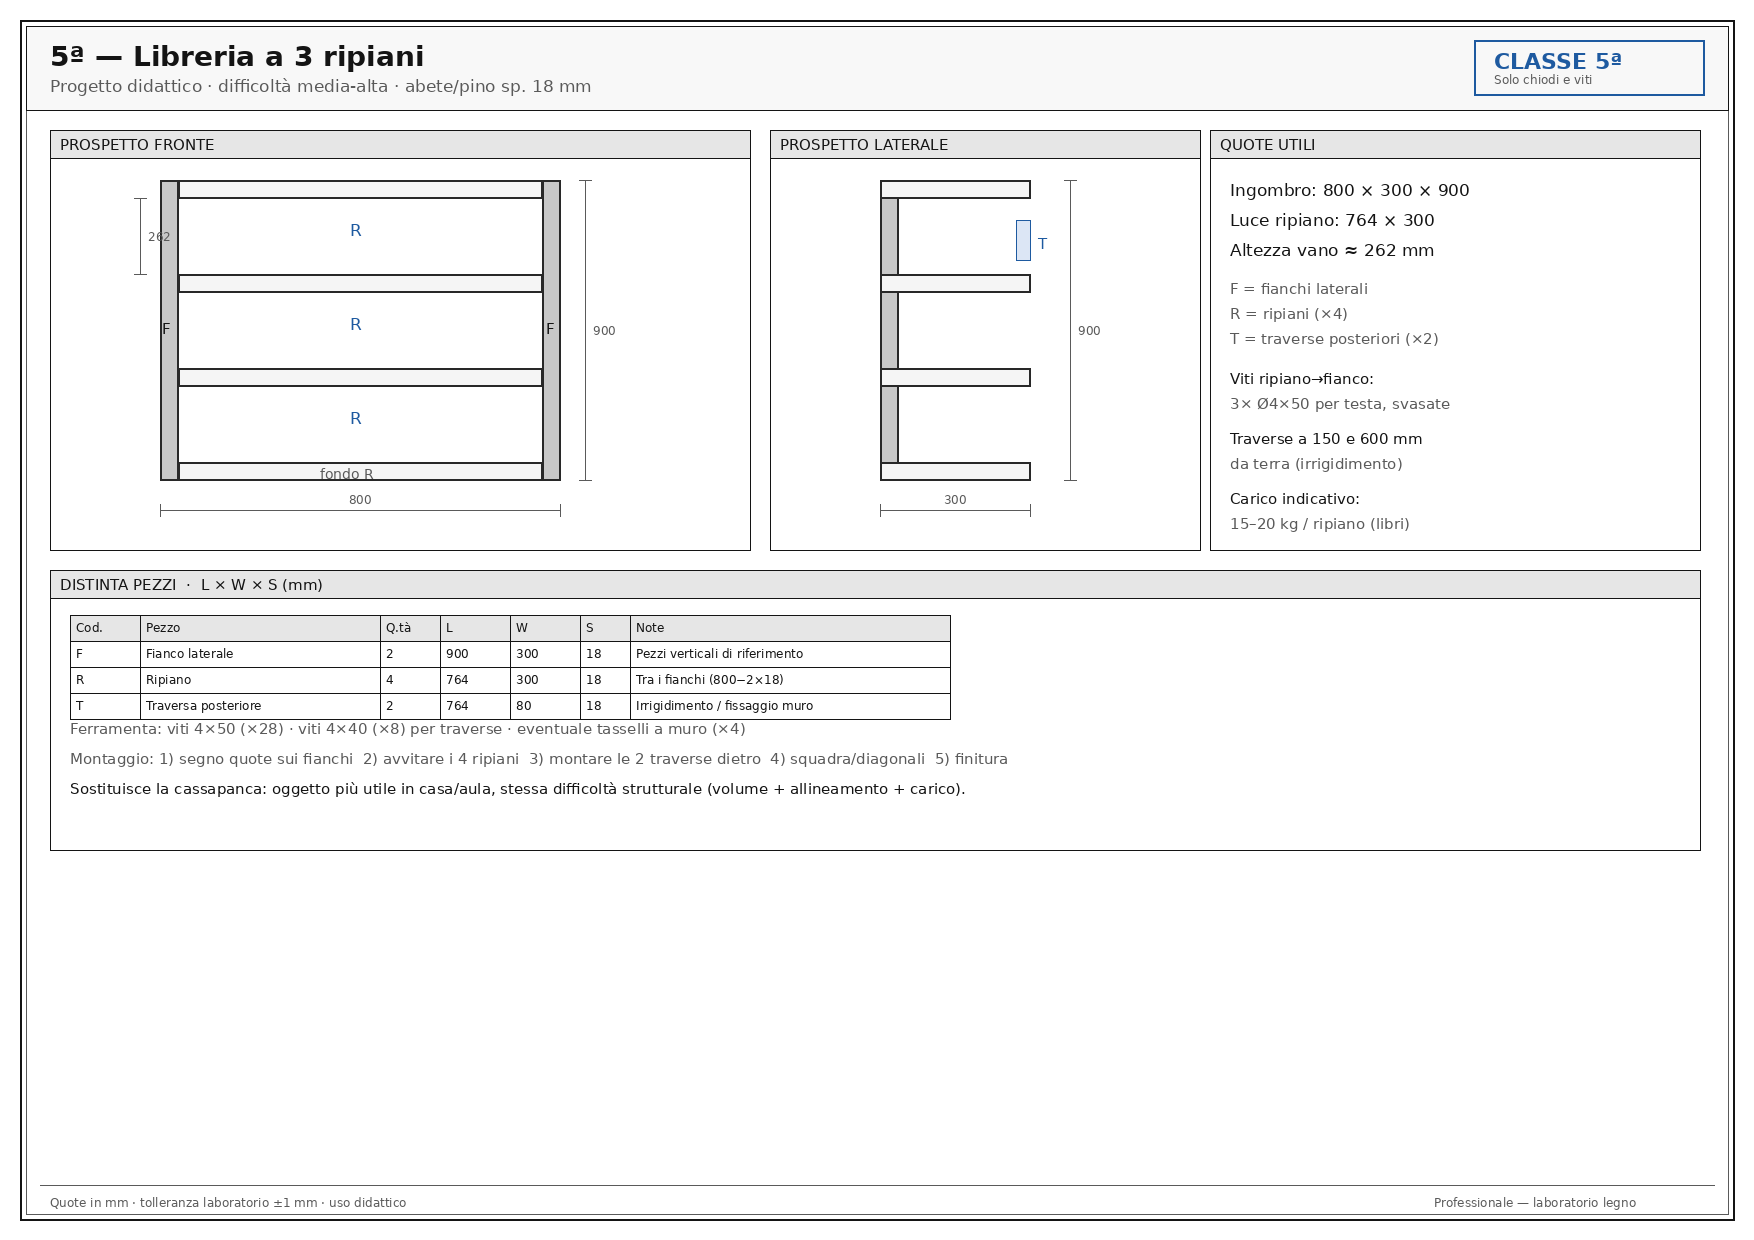 5ª — Libreria a 3 ripiani
Progetto didattico · difficoltà media-alta · abete/pino sp. 18 mm
CLASSE 5ª
Solo chiodi e viti
PROSPETTO FRONTE
262
R
R
R
F
F
fondo R
900
800
PROSPETTO LATERALE
T
900
300
QUOTE UTILI
Ingombro: 800 × 300 × 900
Luce ripiano: 764 × 300
Altezza vano ≈ 262 mm
F = fianchi laterali
R = ripiani (×4)
T = traverse posteriori (×2)
Viti ripiano→fianco:
3× Ø4×50 per testa, svasate
Traverse a 150 e 600 mm
da terra (irrigidimento)
Carico indicativo:
15–20 kg / ripiano (libri)
DISTINTA PEZZI · L × W × S (mm)
Cod. Pezzo Q.tà L W S Note
F Fianco laterale 2 900 300 18 Pezzi verticali di riferimento
R Ripiano 4 764 300 18 Tra i fianchi (800−2×18)
T Traversa posteriore 2 764 80 18 Irrigidimento / fissaggio muro
Ferramenta: viti 4×50 (×28) · viti 4×40 (×8) per traverse · eventuale tasselli a muro (×4)
Montaggio: 1) segno quote sui fianchi 2) avvitare i 4 ripiani 3) montare le 2 traverse dietro 4) squadra/diagonali 5) finitura
Sostituisce la cassapanca: oggetto più utile in casa/aula, stessa difficoltà strutturale (volume + allineamento + carico).
Quote in mm · tolleranza laboratorio ±1 mm · uso didattico
Professionale — laboratorio legno